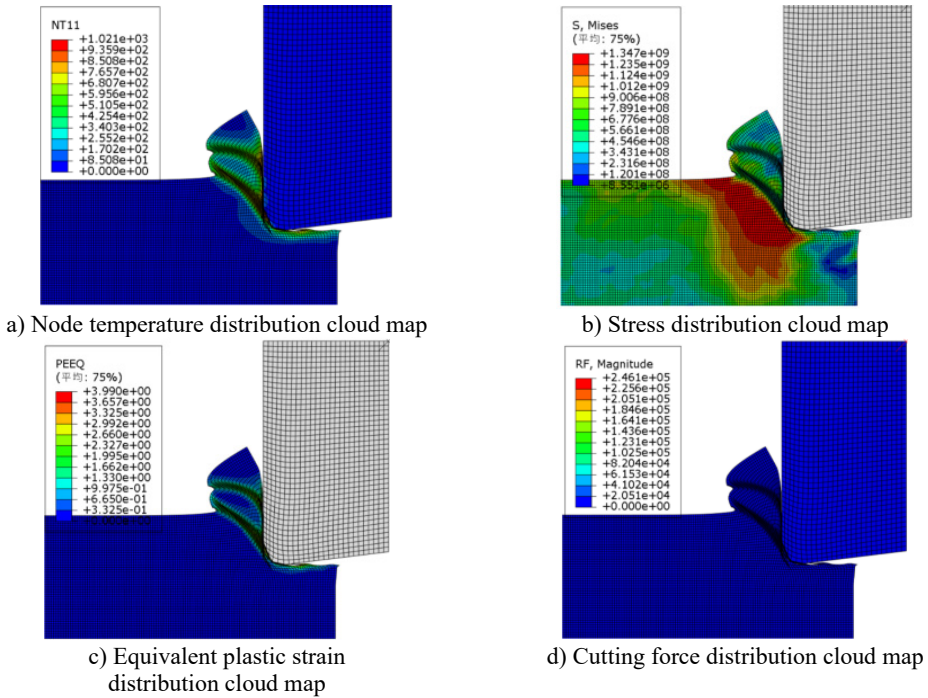 NT11
+1.021e+03
+9.359e+02
+8.508e+02
+7.657e+02
+6.807e+02
+5.956e+02
+5.105e+02
+4.254e+02
+3.403e+02
+2.552e+02
+1.702e+02
+8.508e+01
+0.000e+00
a) Node temperature distribution cloud map
S, Mises
(平均: 75%)
+1.347e+09
+1.235e+09
+1.124e+09
+1.012e+09
+9.006e+08
+7.891e+08
+6.776e+08
+5.661e+08
+4.546e+08
+3.431e+08
+2.316e+08
+1.201e+08
+8.551e+06
b) Stress distribution cloud map
PEEQ
(平均: 75%)
+3.990e+00
+3.657e+00
+3.325e+00
+2.992e+00
+2.660e+00
+2.327e+00
+1.995e+00
+1.662e+00
+1.330e+00
+9.975e-01
+6.650e-01
+3.325e-01
+0.000e+00
c) Equivalent plastic strain
distribution cloud map
RF, Magnitude
+2.461e+05
+2.256e+05
+2.051e+05
+1.846e+05
+1.641e+05
+1.436e+05
+1.231e+05
+1.025e+05
+8.204e+04
+6.153e+04
+4.102e+04
+2.051e+04
+0.000e+00
d) Cutting force distribution cloud map